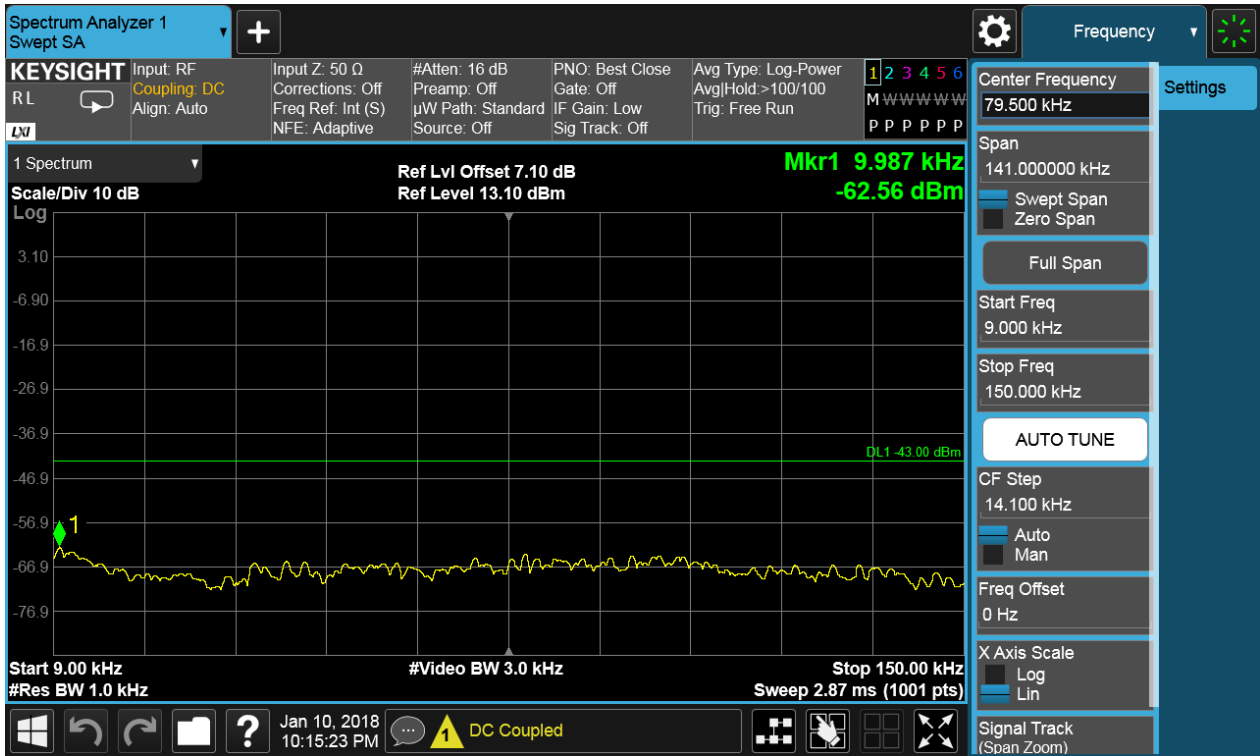 Spectrum Analyzer 1
Swept SA
+
Frequency
KEYSIGHT
RL
LXI
Input: RF
Coupling: DC
Align: Auto
Input Z: 50 Ω
Corrections: Off
Freq Ref: Int (S)
NFE: Adaptive
#Atten: 16 dB
Preamp: Off
µW Path: Standard
Source: Off
PNO: Best Close
Gate: Off
IF Gain: Low
Sig Track: Off
Avg Type: Log-Power
Avg|Hold:>100/100
Trig: Free Run
1 2 3 4 5 6
M W W W W W
P P P P P P
1 Spectrum
Scale/Div 10 dB
Log
Ref Lvl Offset 7.10 dB
Ref Level 13.10 dBm
Mkr1 9.987 kHz
-62.56 dBm
3.10
-6.90
-16.9
-26.9
-36.9
DL1 -43.00 dBm
-46.9
-56.9
1
-66.9
-76.9
Start 9.00 kHz
#Res BW 1.0 kHz
#Video BW 3.0 kHz
Stop 150.00 kHz
Sweep 2.87 ms (1001 pts)
Center Frequency
79.500 kHz
Span
141.000000 kHz
Swept Span
Zero Span
Full Span
Start Freq
9.000 kHz
Stop Freq
150.000 kHz
AUTO TUNE
CF Step
14.100 kHz
Auto
Man
Freq Offset
0 Hz
X Axis Scale
Log
Lin
Signal Track
(Span Zoom)
Settings
?
Jan 10, 2018
10:15:23 PM
1
DC Coupled